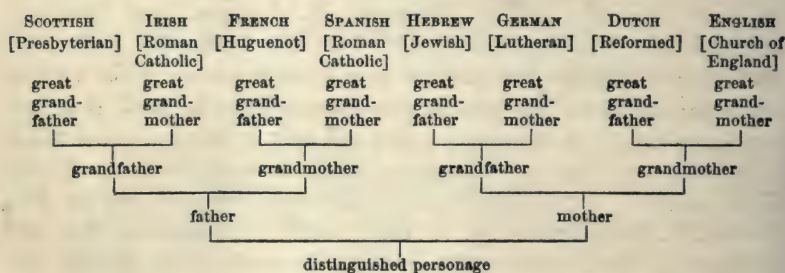 SCOTTISH IRISH FRENCH SPANISH HEBREW GERMAN DUTCH ENGLISH
[Presbyterian] [Roman [Huguenot] [Roman [Jewish] [Lutheran] [Reformed] [Church of
Catholic] Catholic] England]
great great great great great great great great
grand- grand- grand- grand- grand- grand- grand- grand-
father mother father mother father mother father mother
grandfather grandmother grandfather grandmother
father mother
distinguished personage